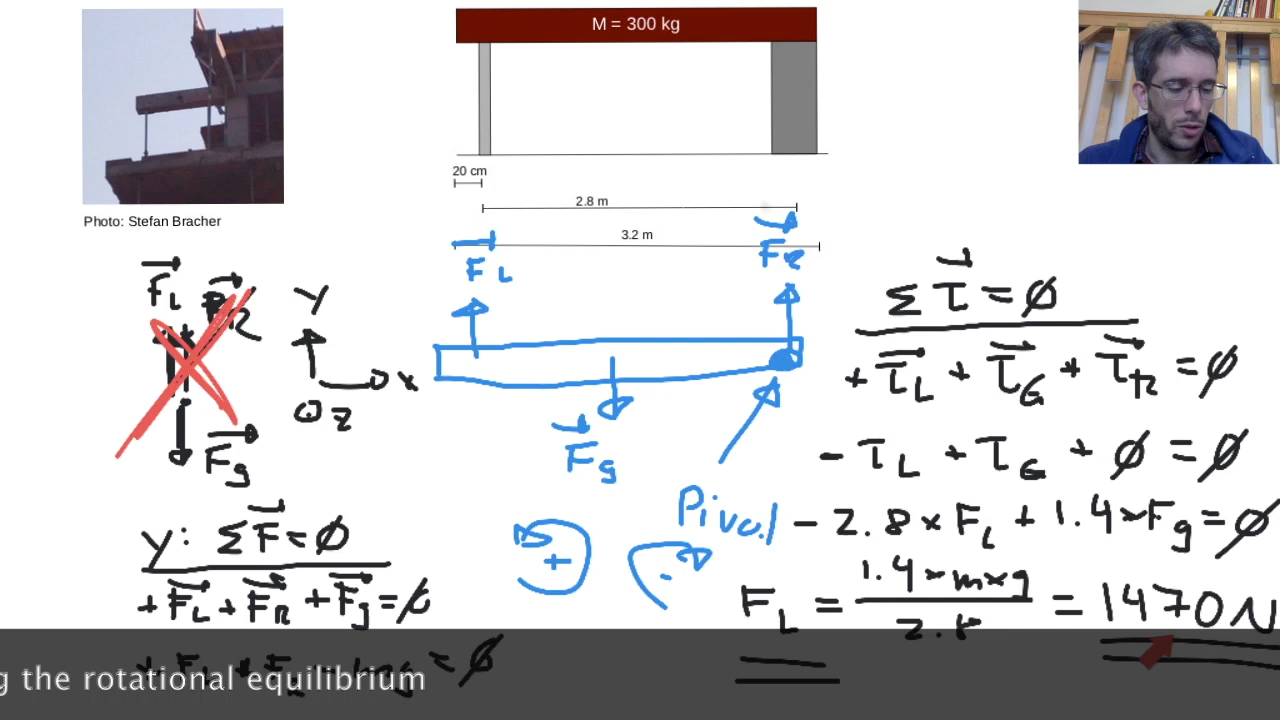 M = 300 kg
20 cm
2.8 m
3.2 m
Photo: Stefan Bracher
F_L
F_R
Y
X
Z
F_g
F_L
F_R
F_g
Pivot
+
-
y: ΣF = ∅
+F_L + F_R + F_g = ∅
= ∅
Στ = ∅
+τ_L + τ_G + τ_R = ∅
- τ_L + τ_G + ∅ = ∅
- 2.8 × F_L + 1.4 × F_g = ∅
F_L = 1.4 × m × g / 2.8 = 1470 N
g the rotational equilibrium